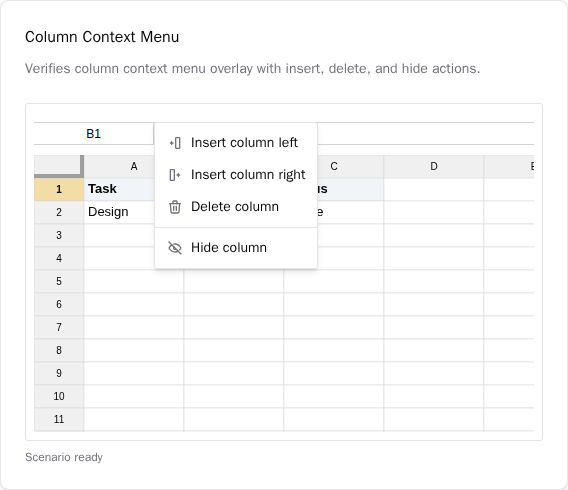 Column Context Menu
Verifies column context menu overlay with insert, delete, and hide actions.
B1
Insert column left
Insert column right
Delete column
Hide column
A C D
1 Task
2 Design
3
4
5
6
7
8
9
10
11
Scenario ready